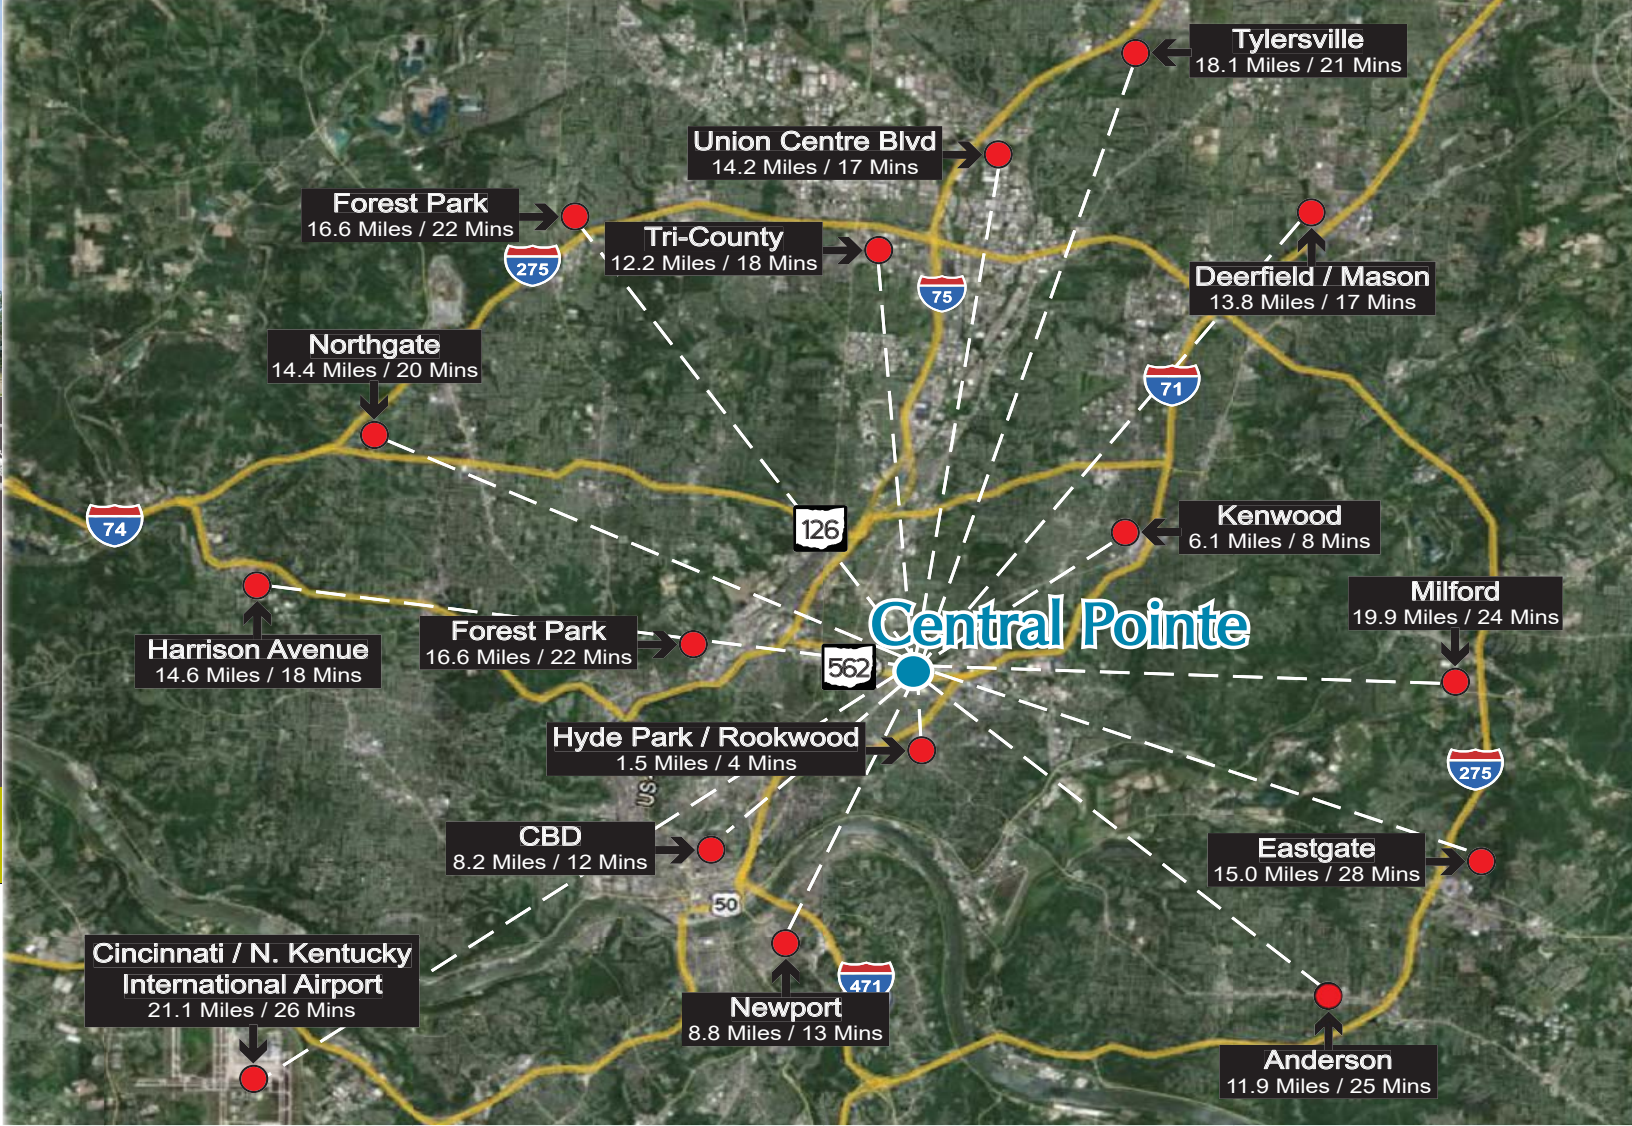 Tylersville
18.1 Miles / 21 Mins
Union Centre Blvd
14.2 Miles / 17 Mins
Forest Park
16.6 Miles / 22 Mins
Tri-County
12.2 Miles / 18 Mins
275
75
Deerfield / Mason
13.8 Miles / 17 Mins
Northgate
14.4 Miles / 20 Mins
71
74
126
Kenwood
6.1 Miles / 8 Mins
Milford
19.9 Miles / 24 Mins
Central Pointe
Harrison Avenue
14.6 Miles / 18 Mins
Forest Park
16.6 Miles / 22 Mins
562
Hyde Park / Rookwood
1.5 Miles / 4 Mins
275
US
CBD
8.2 Miles / 12 Mins
Eastgate
15.0 Miles / 28 Mins
50
Cincinnati / N. Kentucky
International Airport
21.1 Miles / 26 Mins
471
Newport
8.8 Miles / 13 Mins
Anderson
11.9 Miles / 25 Mins